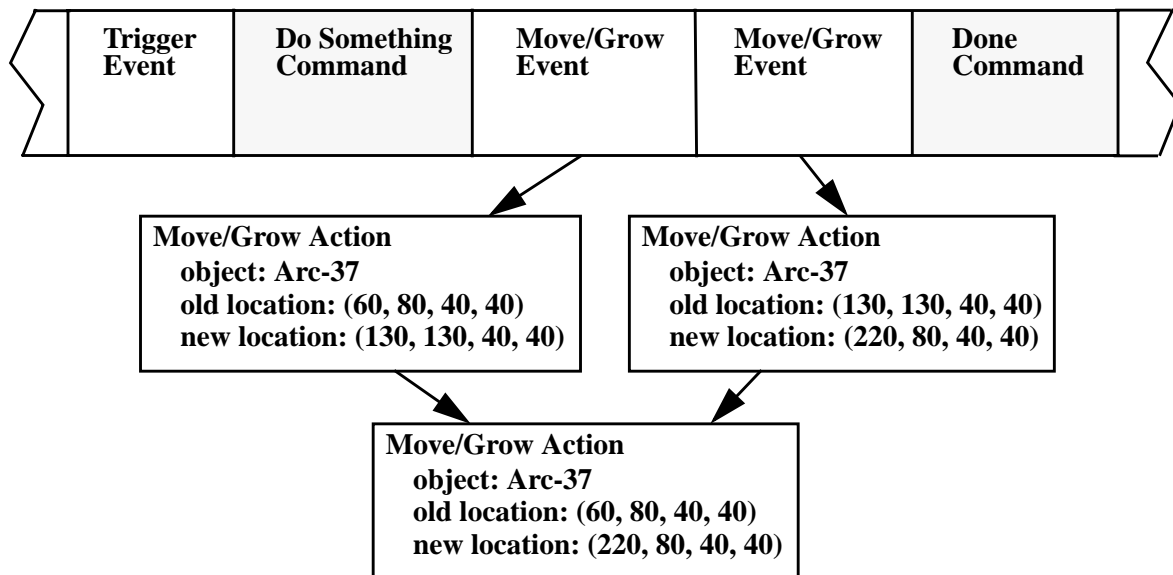 Trigger
Event
Do Something
Command
Move/Grow
Event
Move/Grow
Event
Done
Command
Move/Grow Action
object: Arc-37
old location: (60, 80, 40, 40)
new location: (130, 130, 40, 40)
Move/Grow Action
object: Arc-37
old location: (130, 130, 40, 40)
new location: (220, 80, 40, 40)
Move/Grow Action
object: Arc-37
old location: (60, 80, 40, 40)
new location: (220, 80, 40, 40)